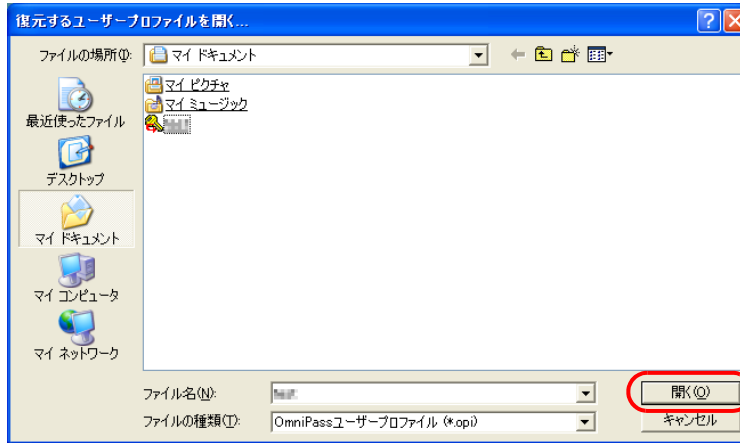 復元するユーザープロファイルを開く...
ファイルの場所(I):
マイ ドキュメント
マイ ピクチャ
マイ ミュージック
最近使ったファイル
デスクトップ
マイ ドキュメント
マイ コンピュータ
マイ ネットワーク
ファイル名(N):
開く(O)
ファイルの種類(T):
OmniPassユーザープロファイル (*.opi)
キャンセル